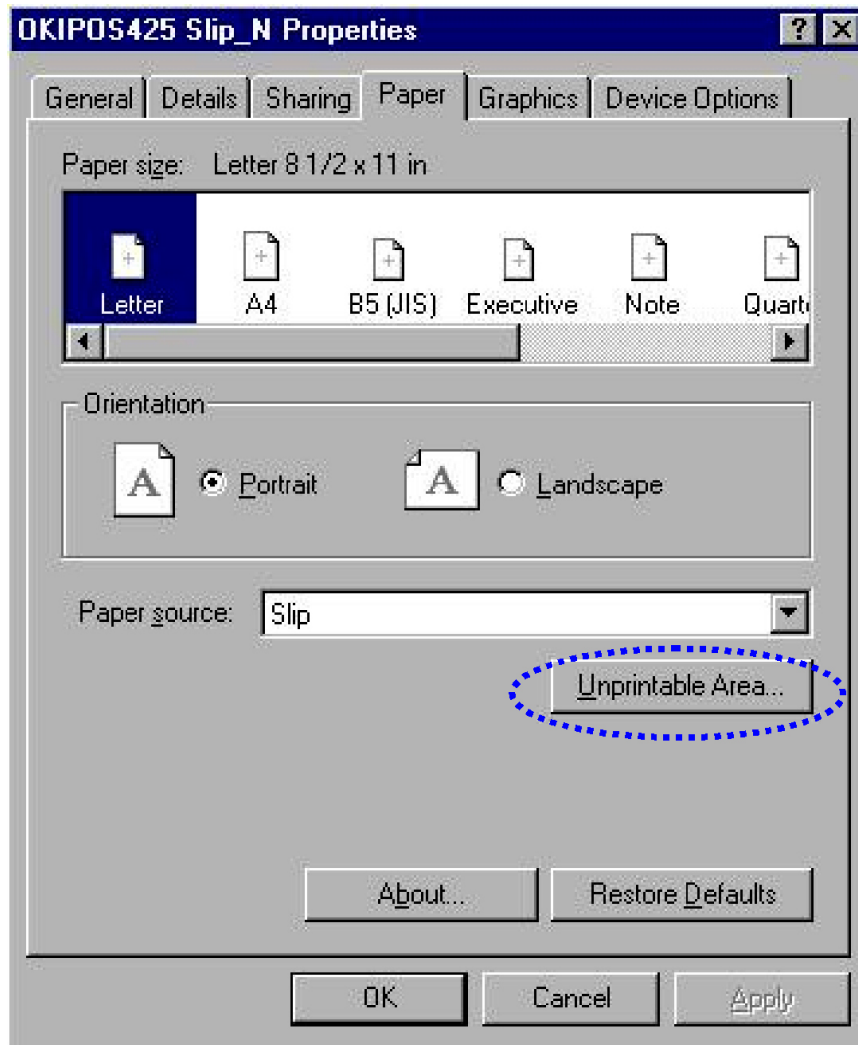 OKIPOS425 Slip_N Properties
General Details Sharing Paper Graphics Device Options
Paper size: Letter 8 1/2 x 11 in
Letter A4 B5 (JIS) Executive Note Quart
Orientation
A Portrait A Landscape
Paper source: Slip
Unprintable Area...
About... Restore Defaults
OK Cancel Apply